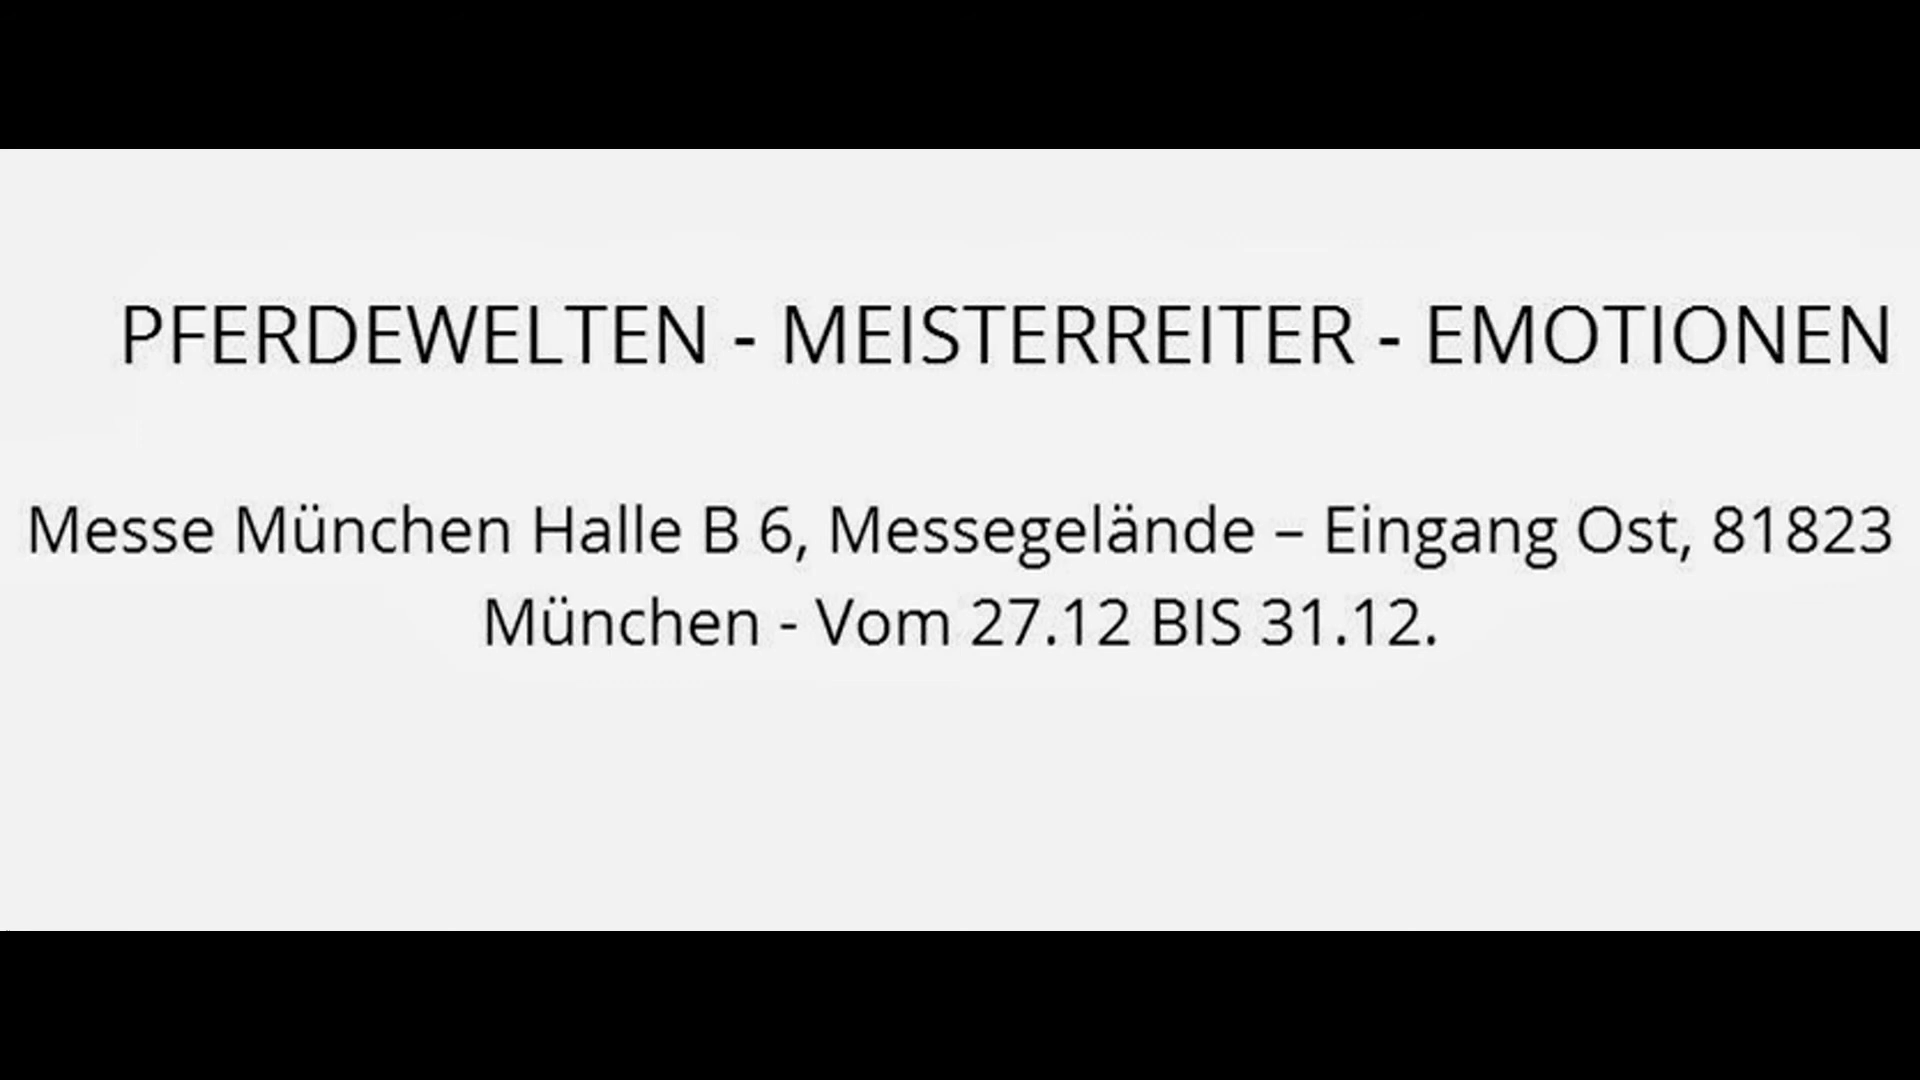 PFERDEWELTEN - MEISTERREITER - EMOTIONEN
Messe München Halle B 6, Messegelände – Eingang Ost, 81823
München - Vom 27.12 BIS 31.12.